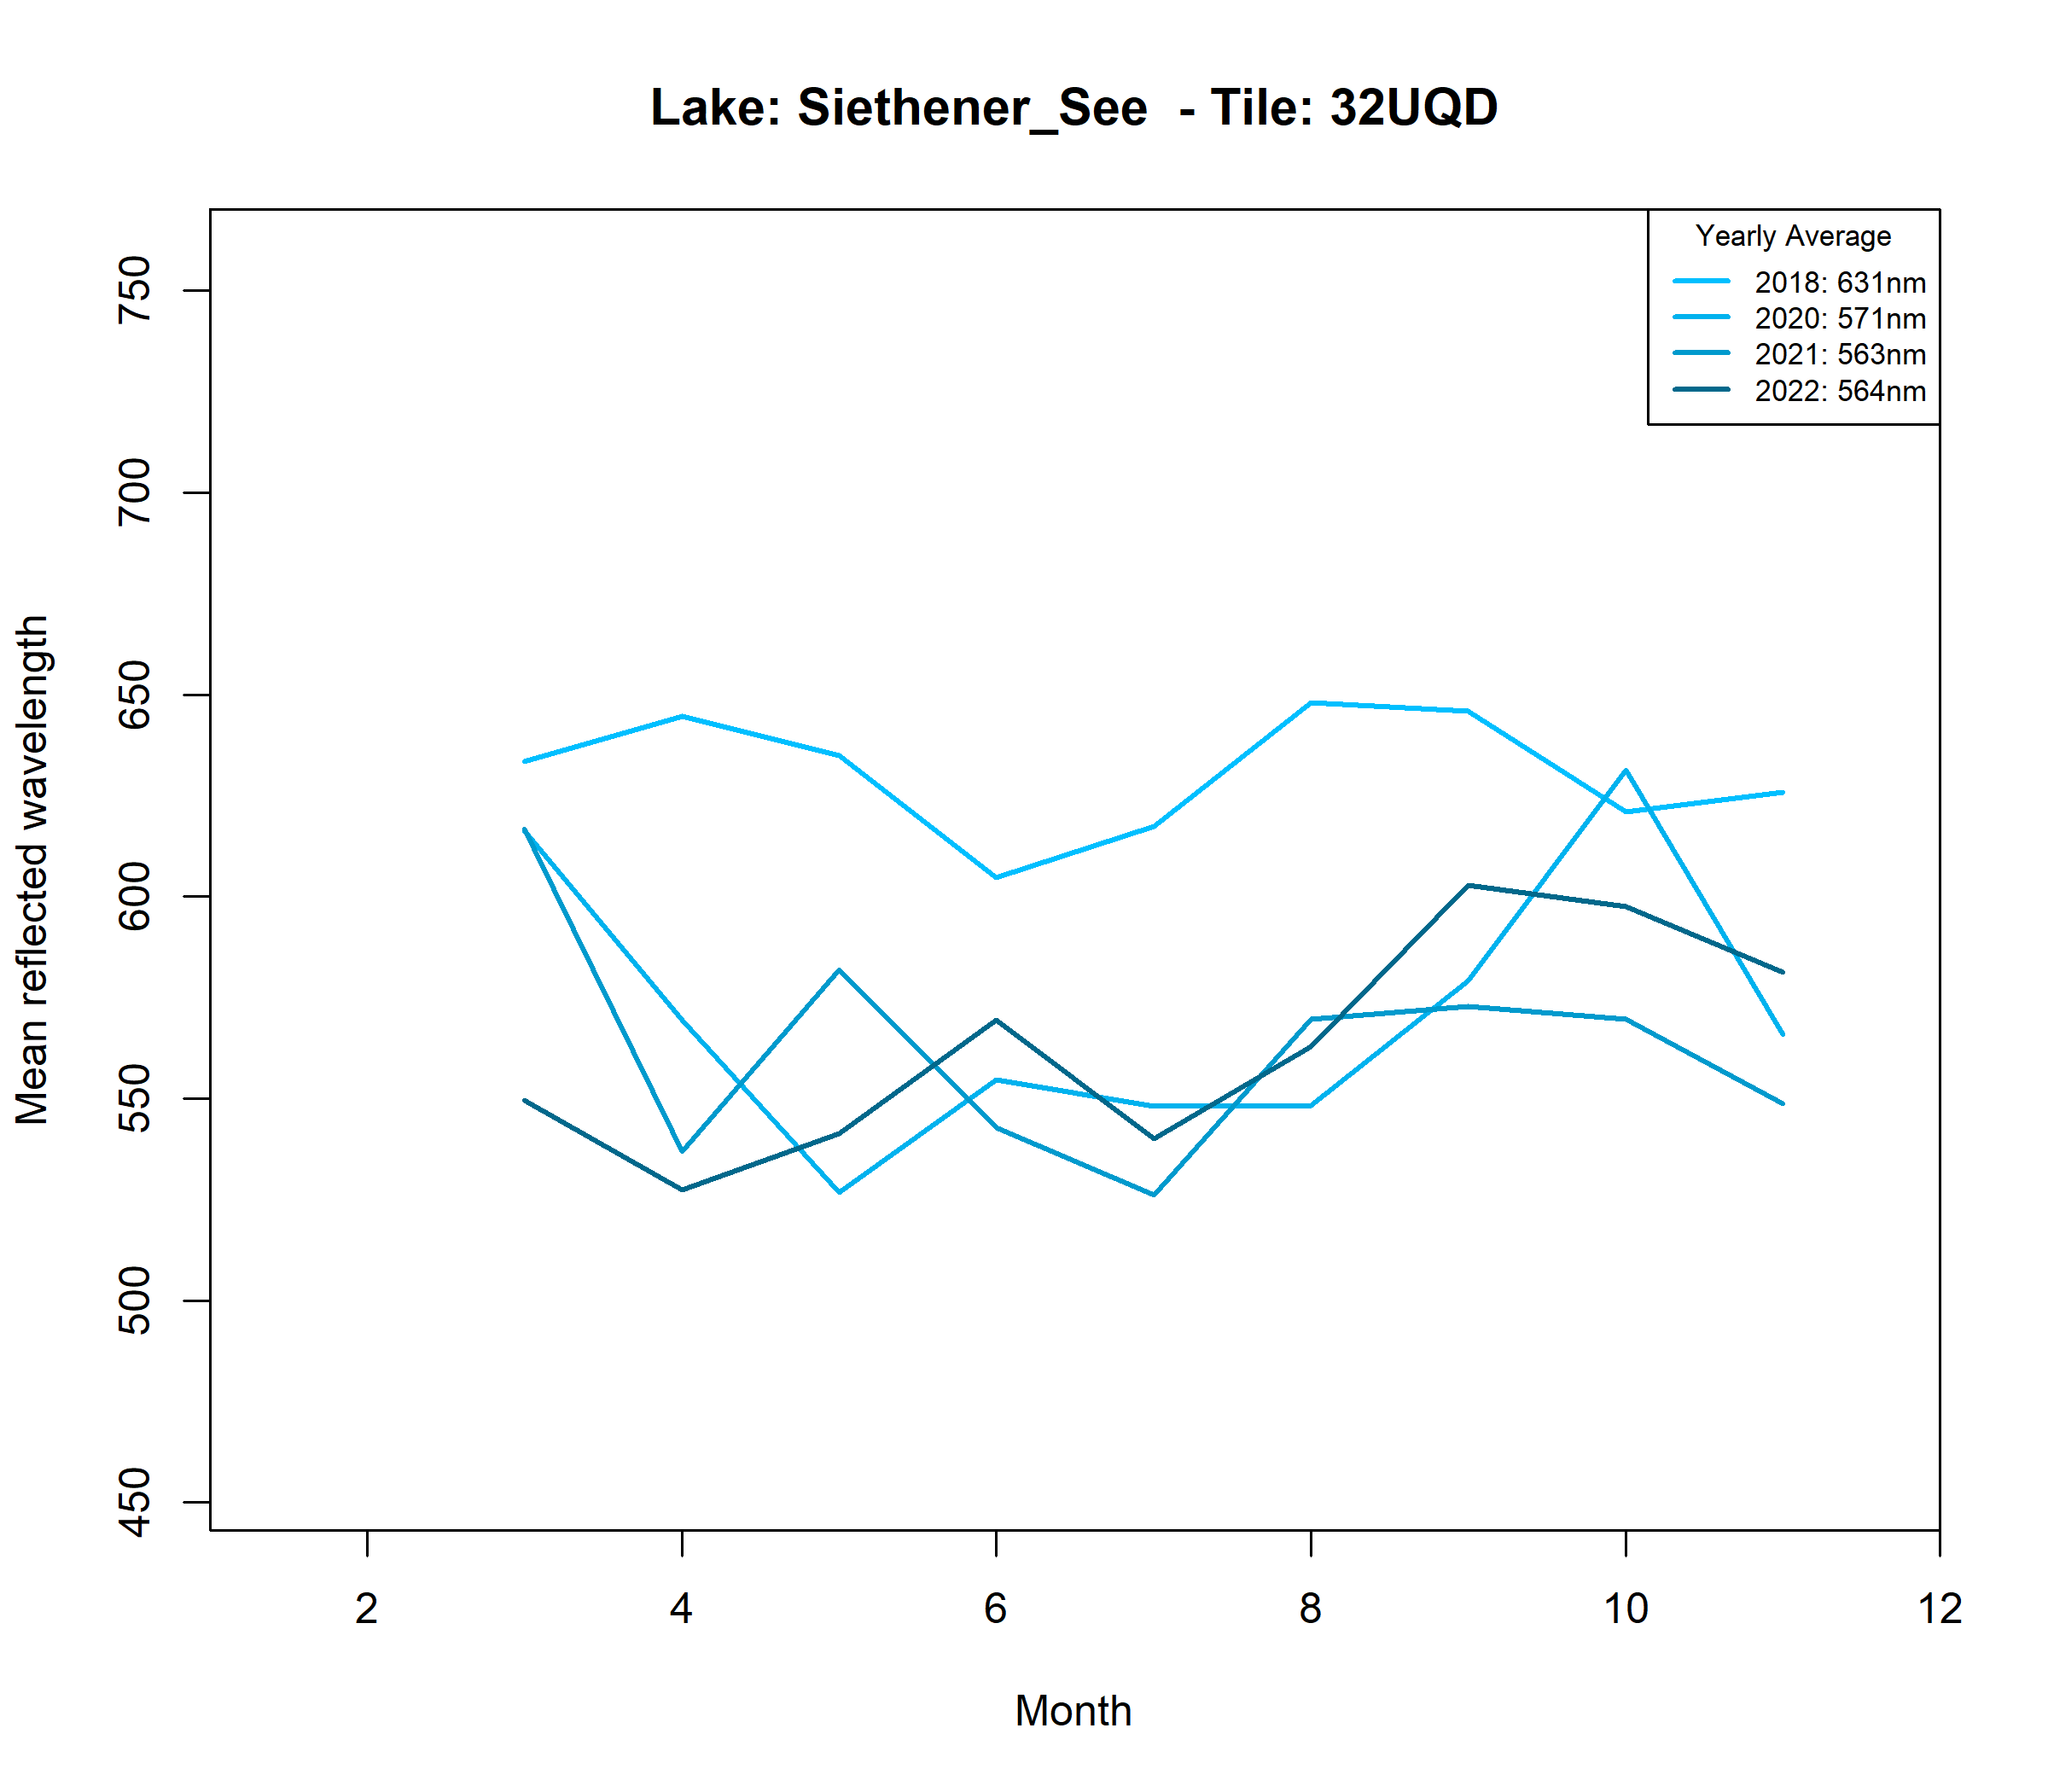 Lake: Siethener_See - Tile: 32UQD
Yearly Average
2018: 631nm
2020: 571nm
2021: 563nm
2022: 564nm
750
700
650
600
550
500
450
Mean reflected wavelength
2 4 6 8 10 12
Month